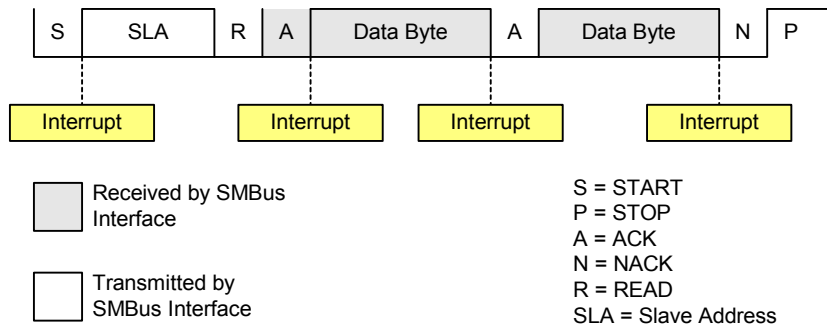 S SLA R A Data Byte A Data Byte N P
Interrupt Interrupt Interrupt Interrupt
Received by SMBus
Interface
Transmitted by
SMBus Interface
S = START
P = STOP
A = ACK
N = NACK
R = READ
SLA = Slave Address